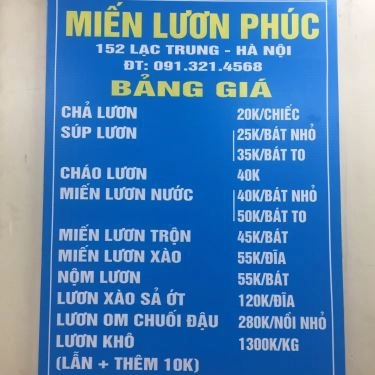 MIẾN LƯƠN PHÚC
152 LẠC TRUNG - HÀ NỘI
ĐT: 091.321.4568
BẢNG GIÁ
CHẢ LƯƠN 20K/CHIẾC
SÚP LƯƠN 25K/BÁT NHỎ
35K/BÁT TO
CHÁO LƯƠN 40K
MIẾN LƯƠN NƯỚC 40K/BÁT NHỎ
50K/BÁT TO
MIẾN LƯƠN TRỘN 45K/BÁT
MIẾN LƯƠN XÀO 55K/ĐĨA
NỘM LƯƠN 55K/BÁT
LƯƠN XÀO SẢ ỚT 120K/ĐĨA
LƯƠN OM CHUỐI ĐẬU 280K/NỒI NHỎ
LƯƠN KHÔ 1300K/KG
(LẪN + THÊM 10K)